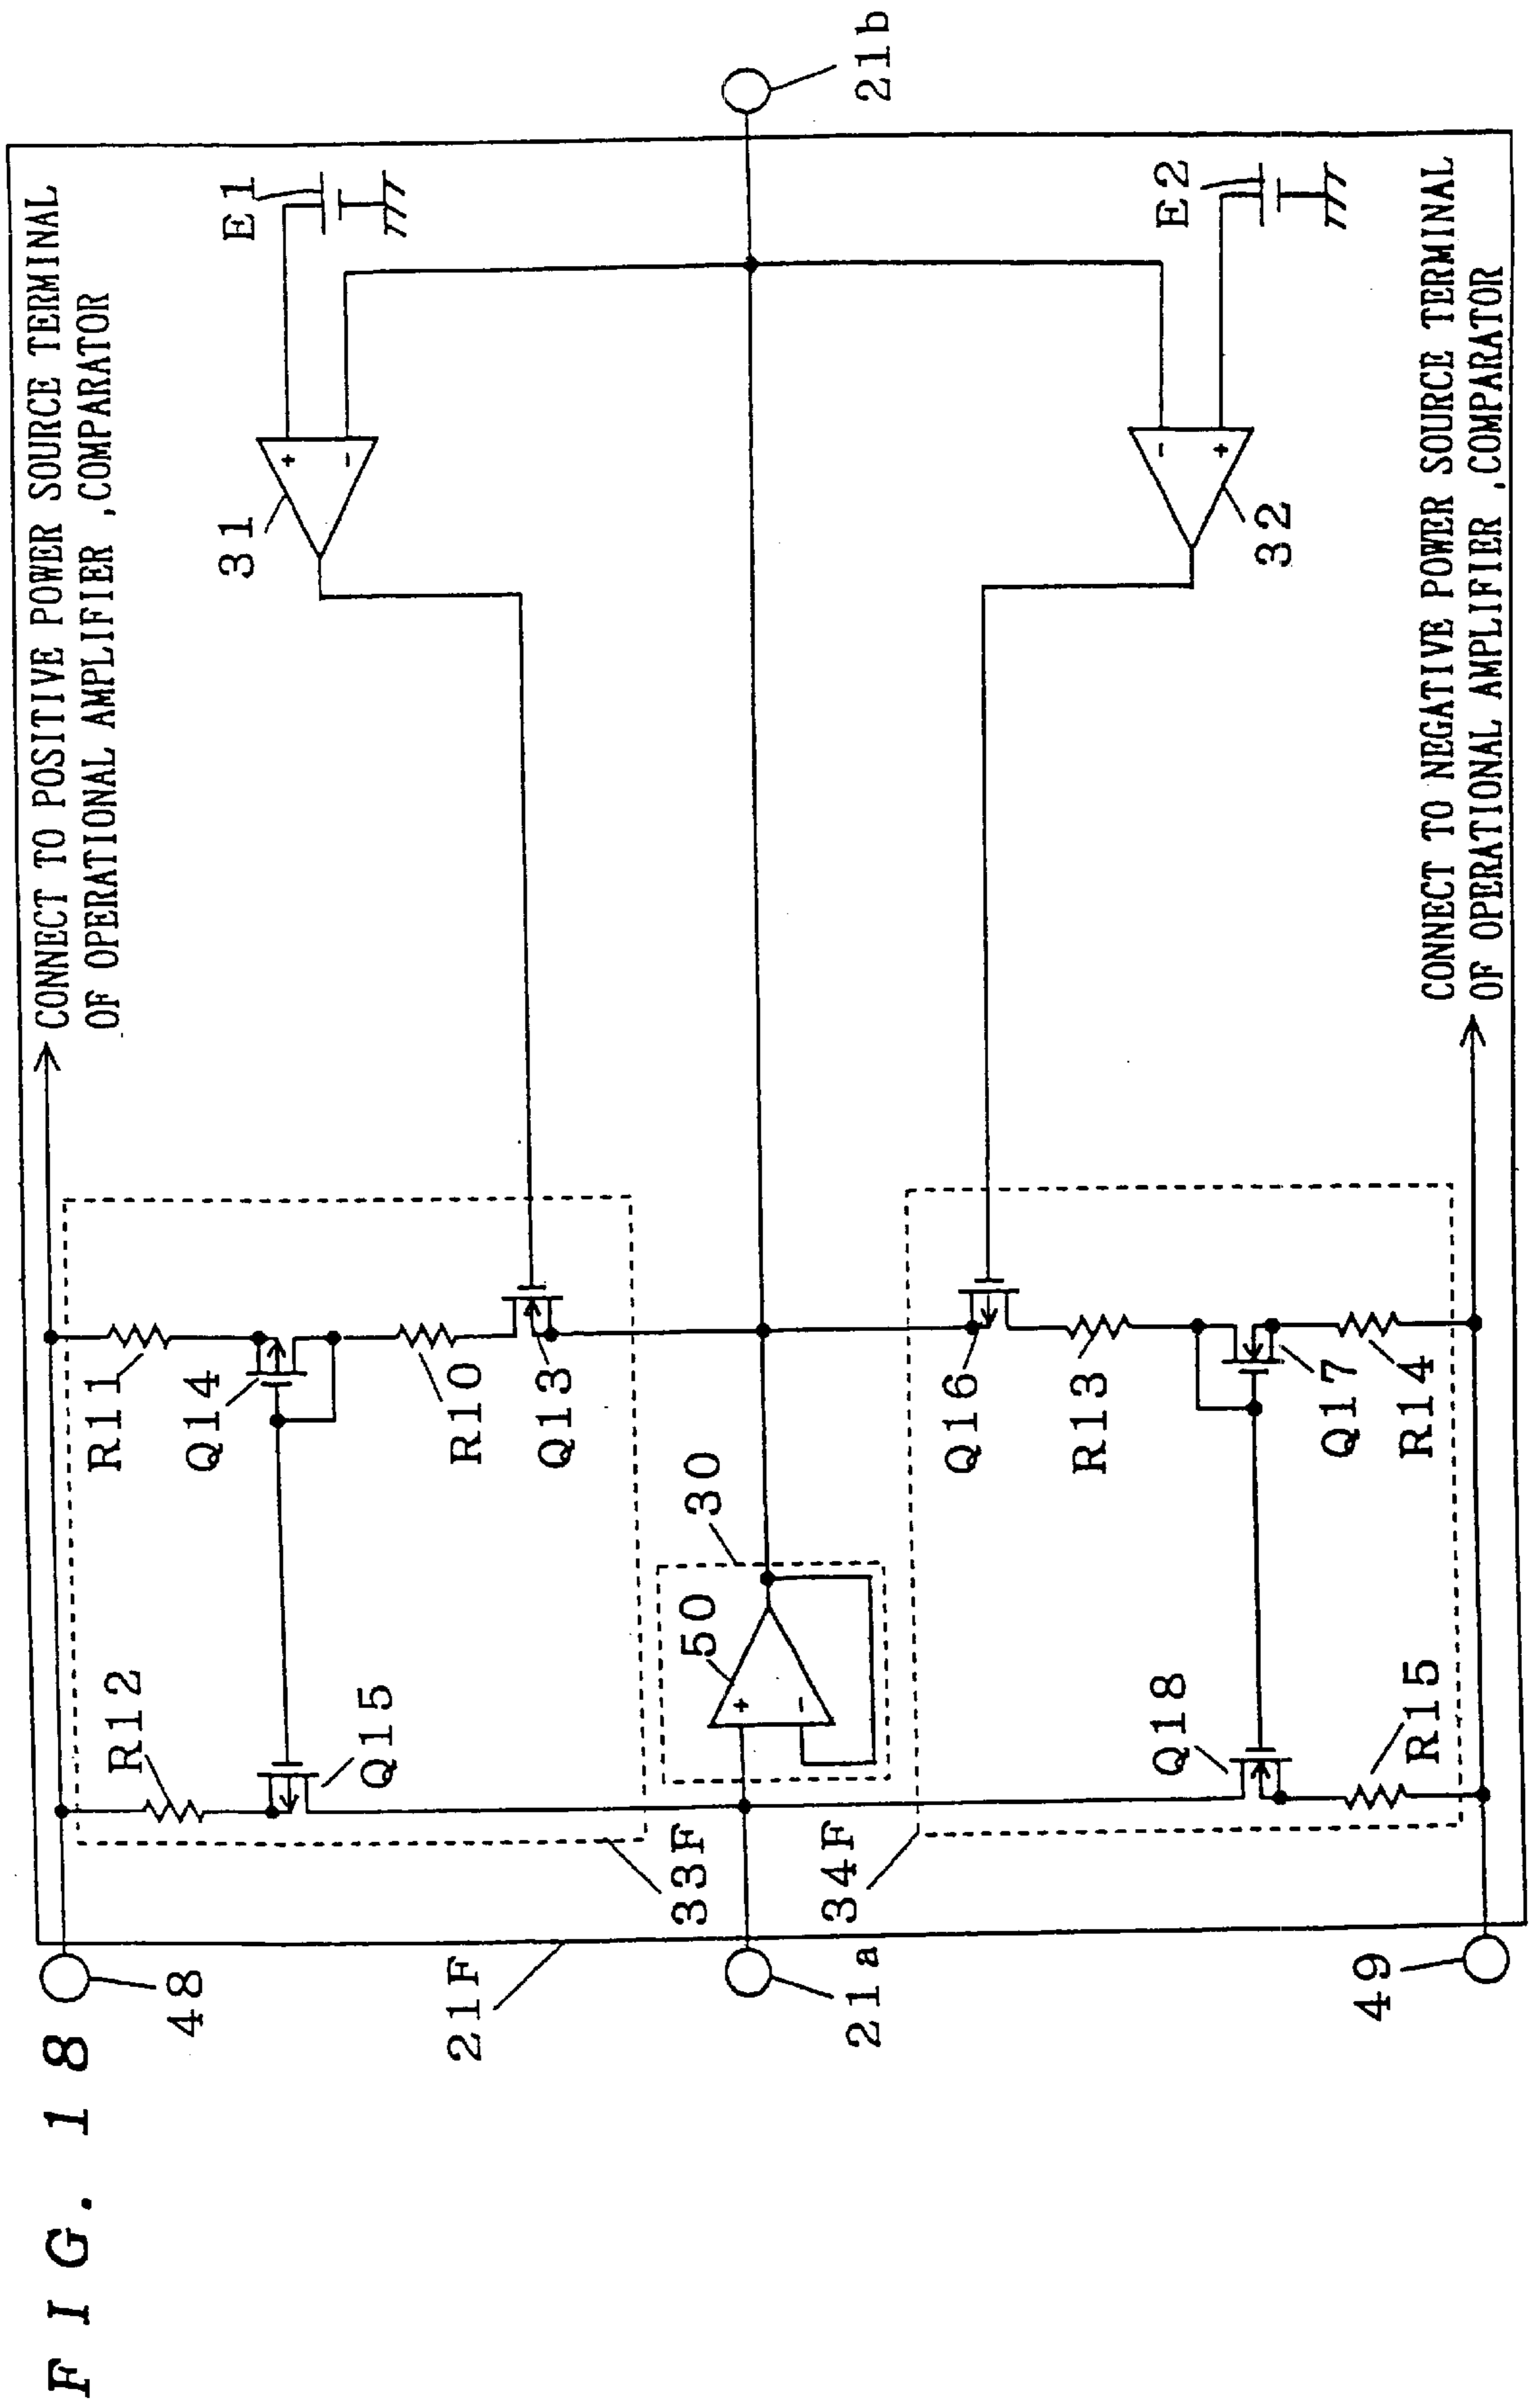 FIG. 18
CONNECT TO POSITIVE POWER SOURCE TERMINAL
OF OPERATIONAL AMPLIFIER ,COMPARATOR
48
R12
R11
Q14
Q15
R10
Q13
31
E1
+
-
21F
33F
21a
30
50
+
-
21b
34F
Q16
R13
Q18
Q17
R15
R14
32
E2
-
+
49
CONNECT TO NEGATIVE POWER SOURCE TERMINAL
OF OPERATIONAL AMPLIFIER ,COMPARATOR